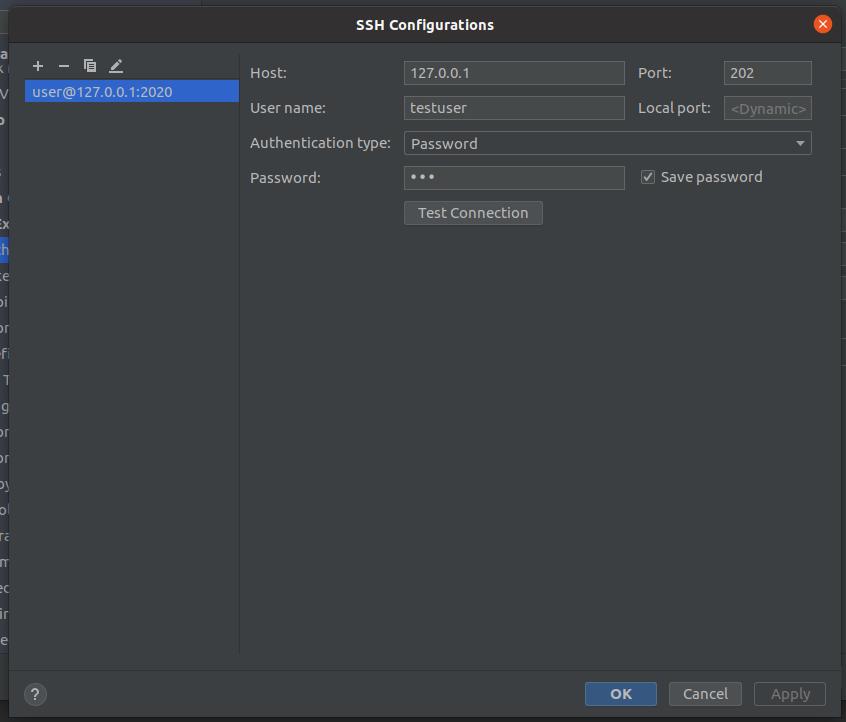 SSH Configurations
user@127.0.0.1:2020
Host: 127.0.0.1 Port: 202
User name: testuser Local port: <Dynamic>
Authentication type: Password
Password: ••• Save password
Test Connection
? OK Cancel Apply